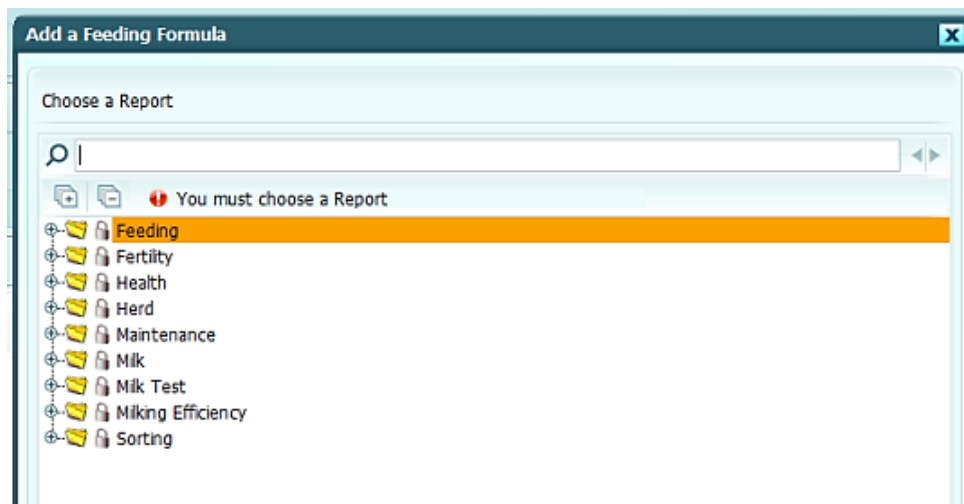 Add a Feeding Formula
Choose a Report
You must choose a Report
Feeding
Fertility
Health
Herd
Maintenance
Milk
Milk Test
Milking Efficiency
Sorting